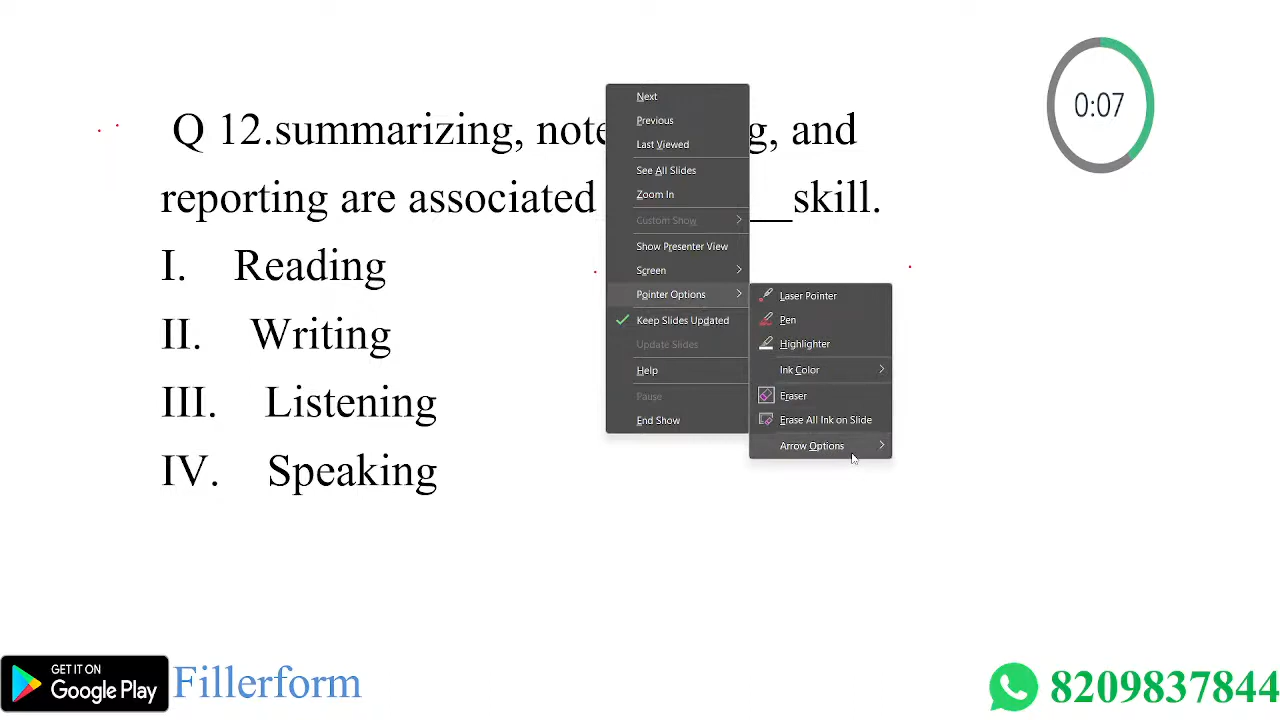 Q 12.summarizing, note g, and
reporting are associated ___skill.
I. Reading
II. Writing
III. Listening
IV. Speaking
0:07
Next
Previous
Last Viewed
See All Slides
Zoom In
Custom Show
Show Presenter View
Screen
Pointer Options
Keep Slides Updated
Update Slides
Help
Pause
End Show
Laser Pointer
Pen
Highlighter
Ink Color
Eraser
Erase All Ink on Slide
Arrow Options
GET IT ON
Google Play
Fillerform
8209837844